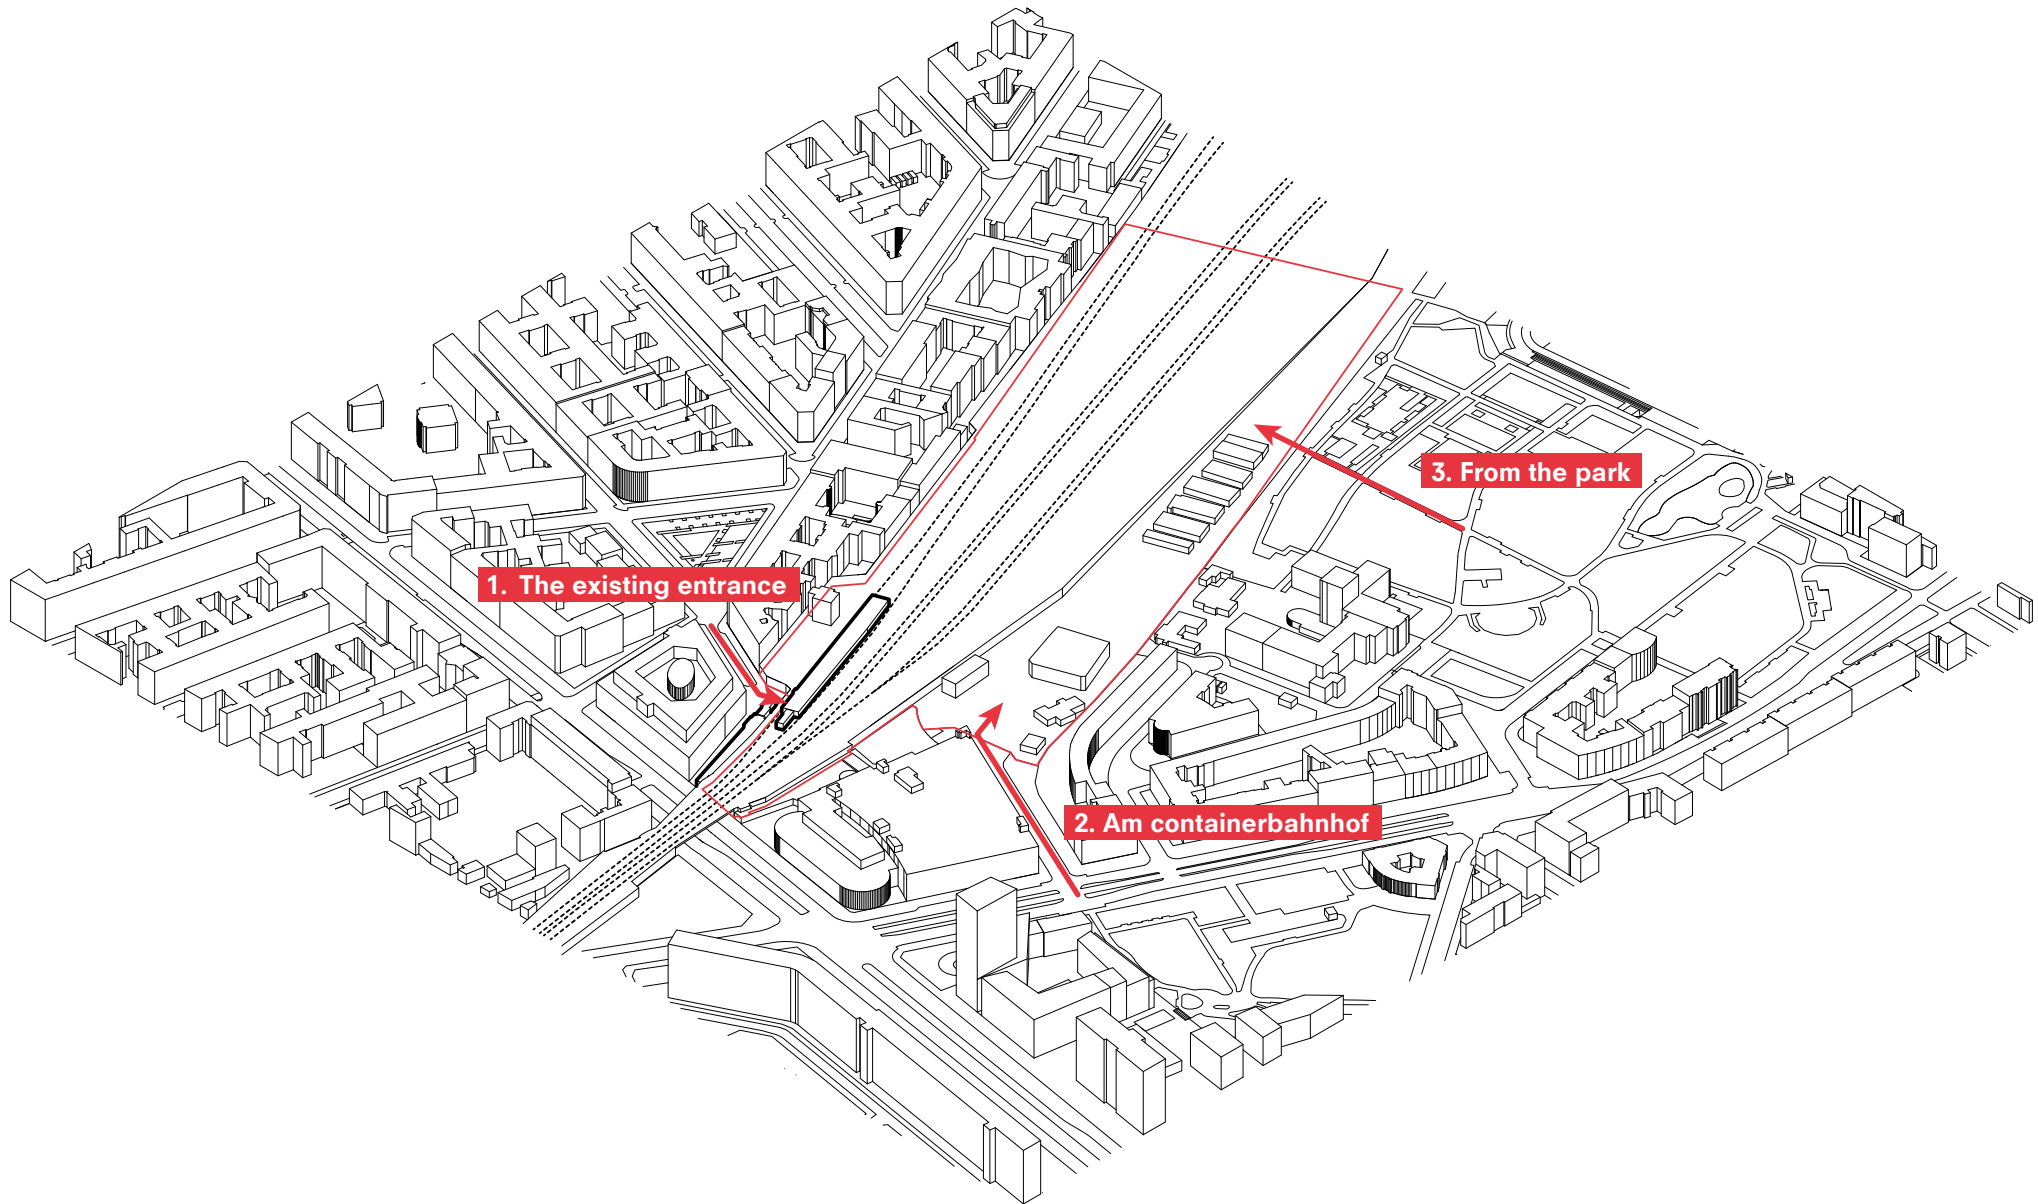 3. From the park
1. The existing entrance
2. Am containerbahnhof